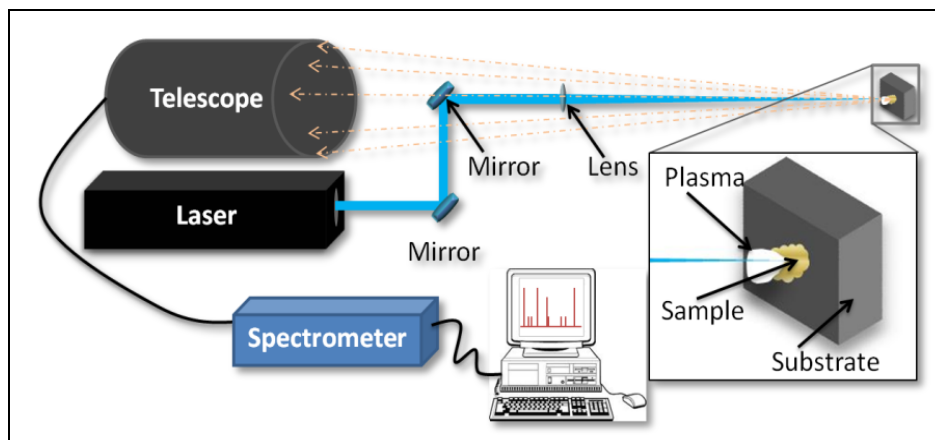 Telescope
Mirror
Lens
Laser
Mirror
Plasma
Sample
Substrate
Spectrometer